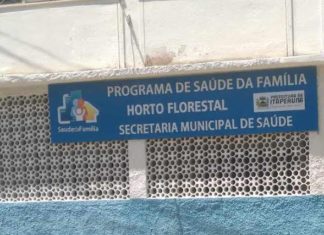 PROGRAMA DE SAÚDE DA FAMÍLIA
HORTO FLORESTAL
SECRETARIA MUNICIPAL DE SAÚDE
SaúdedaFamília
PREFEITURA DE
ITAPERUNA